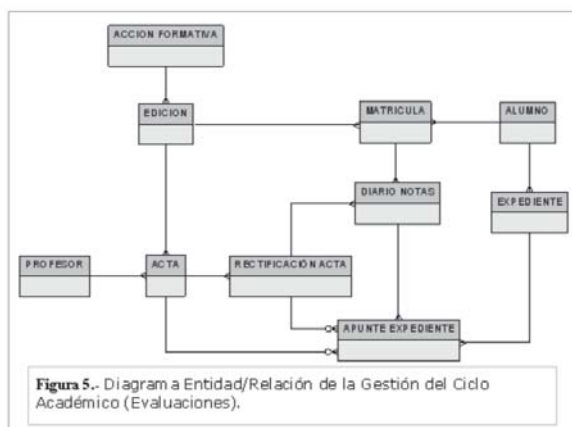 ACCION FORMATIVA
EDICION
MATRICULA
ALUMNO
DIARIO NOTAS
EXPEDIENTE
PROFESOR
ACTA
RECTIFICACIÓN ACTA
APUNTE EXPEDIENTE
Figura 5.- Diagrama Entidad/Relación de la Gestión del Ciclo
Académico (Evaluaciones).